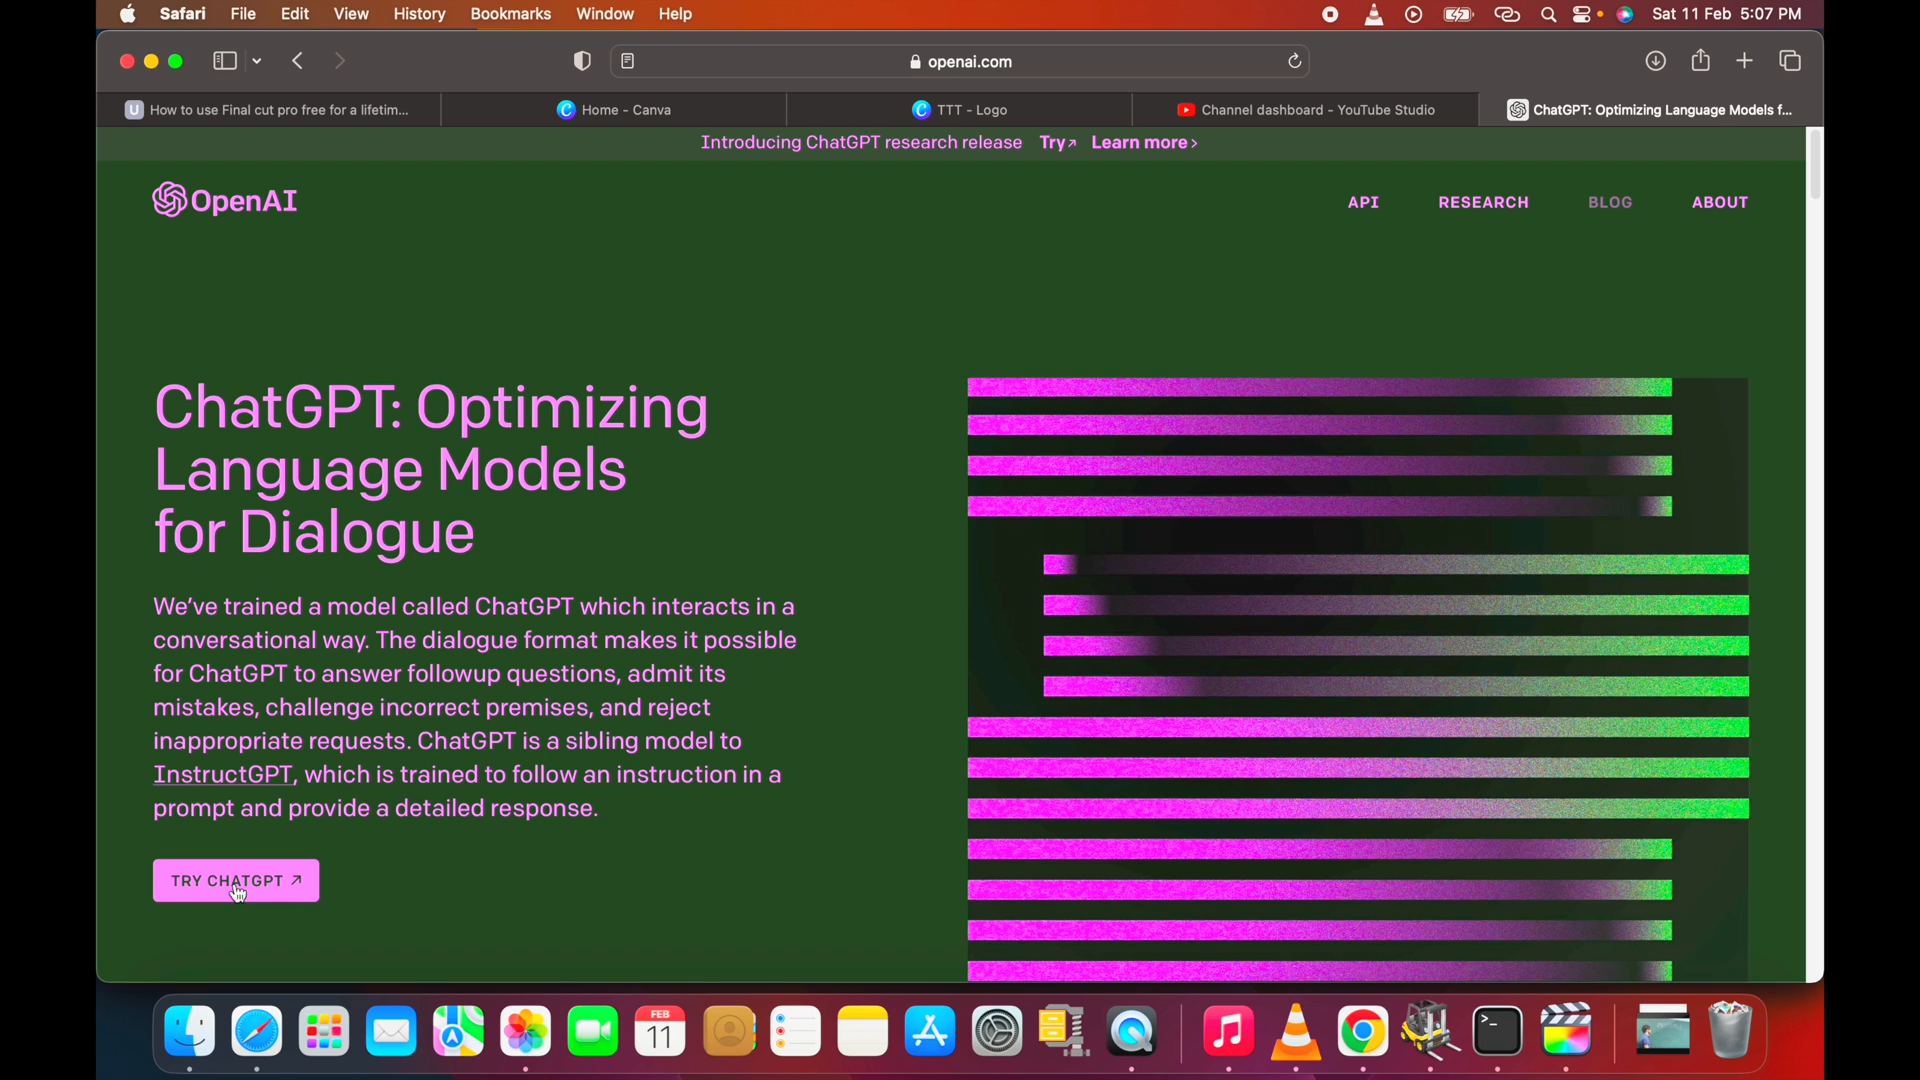 Safari File Edit View History Bookmarks Window Help Sat 11 Feb 5:07 PM
openai.com
U How to use Final cut pro free for a lifetim... Home - Canva TTT - Logo Channel dashboard - YouTube Studio ChatGPT: Optimizing Language Models f...
Introducing ChatGPT research release Try↗ Learn more ›
OpenAI API RESEARCH BLOG ABOUT
ChatGPT: Optimizing
Language Models
for Dialogue
We've trained a model called ChatGPT which interacts in a
conversational way. The dialogue format makes it possible
for ChatGPT to answer followup questions, admit its
mistakes, challenge incorrect premises, and reject
inappropriate requests. ChatGPT is a sibling model to
InstructGPT, which is trained to follow an instruction in a
prompt and provide a detailed response.
TRY CHATGPT ↗
FEB
11
>_